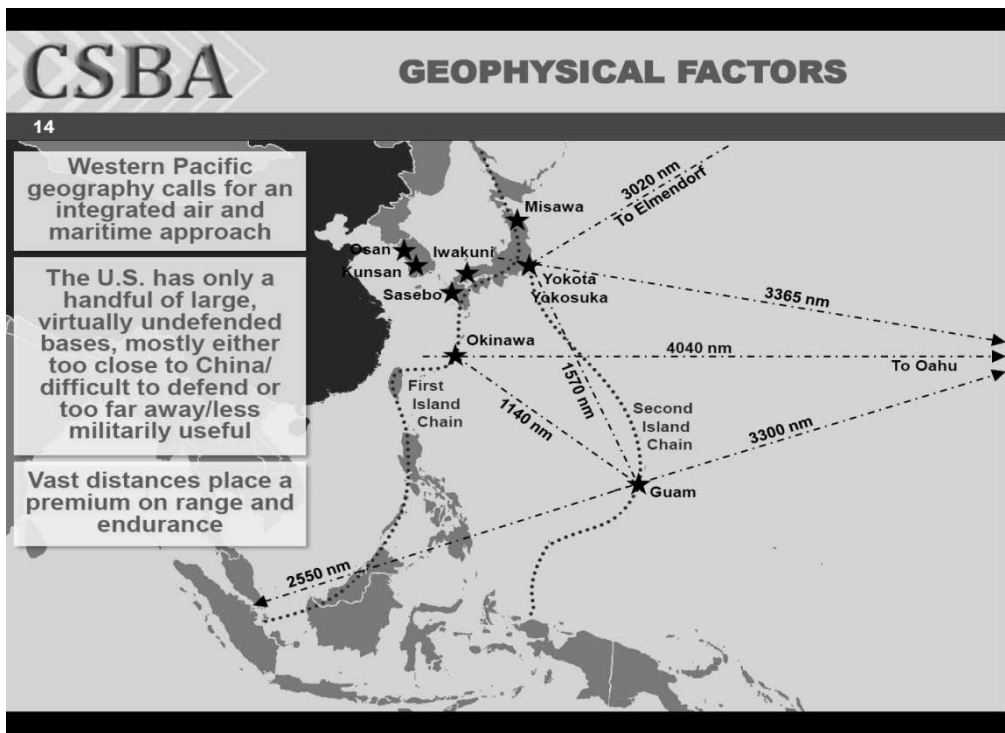 CSBA
GEOPHYSICAL FACTORS
14
Western Pacific
geography calls for an
integrated air and
maritime approach
The U.S. has only a
handful of large,
virtually undefended
bases, mostly either
too close to China/
difficult to defend or
too far away/less
militarily useful
Vast distances place a
premium on range and
endurance
3020 nm
To Elmendorf
Misawa
Osan
Iwakuni
Kunsan
Yokota
Yokosuka
Sasebo
3365 nm
Okinawa
4040 nm
To Oahu
1570 nm
First
Island
Chain
1140 nm
Second
Island
Chain
3300 nm
Guam
2550 nm